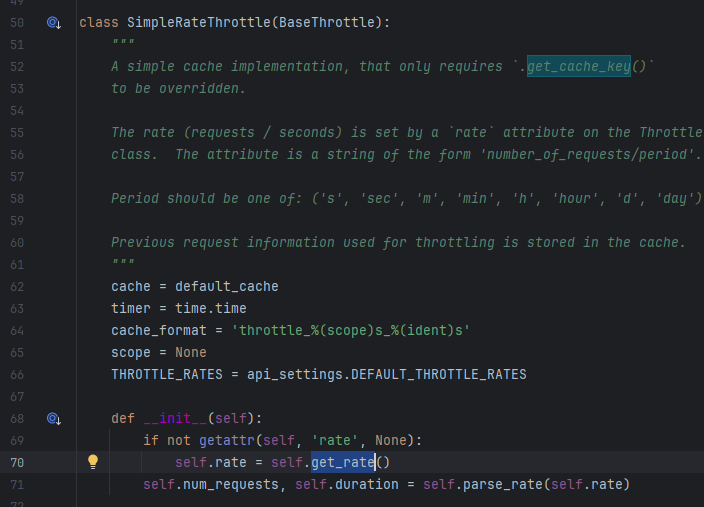 49
50 class SimpleRateThrottle(BaseThrottle):
51 """
52 A simple cache implementation, that only requires `.get_cache_key()`
53 to be overridden.
54
55 The rate (requests / seconds) is set by a `rate` attribute on the Throttle
56 class.  The attribute is a string of the form 'number_of_requests/period'.
57
58 Period should be one of: ('s', 'sec', 'm', 'min', 'h', 'hour', 'd', 'day')
59
60 Previous request information used for throttling is stored in the cache.
61 """
62 cache = default_cache
63 timer = time.time
64 cache_format = 'throttle_%(scope)s_%(ident)s'
65 scope = None
66 THROTTLE_RATES = api_settings.DEFAULT_THROTTLE_RATES
67
68 def __init__(self):
69 if not getattr(self, 'rate', None):
70 self.rate = self.get_rate()
71 self.num_requests, self.duration = self.parse_rate(self.rate)
72